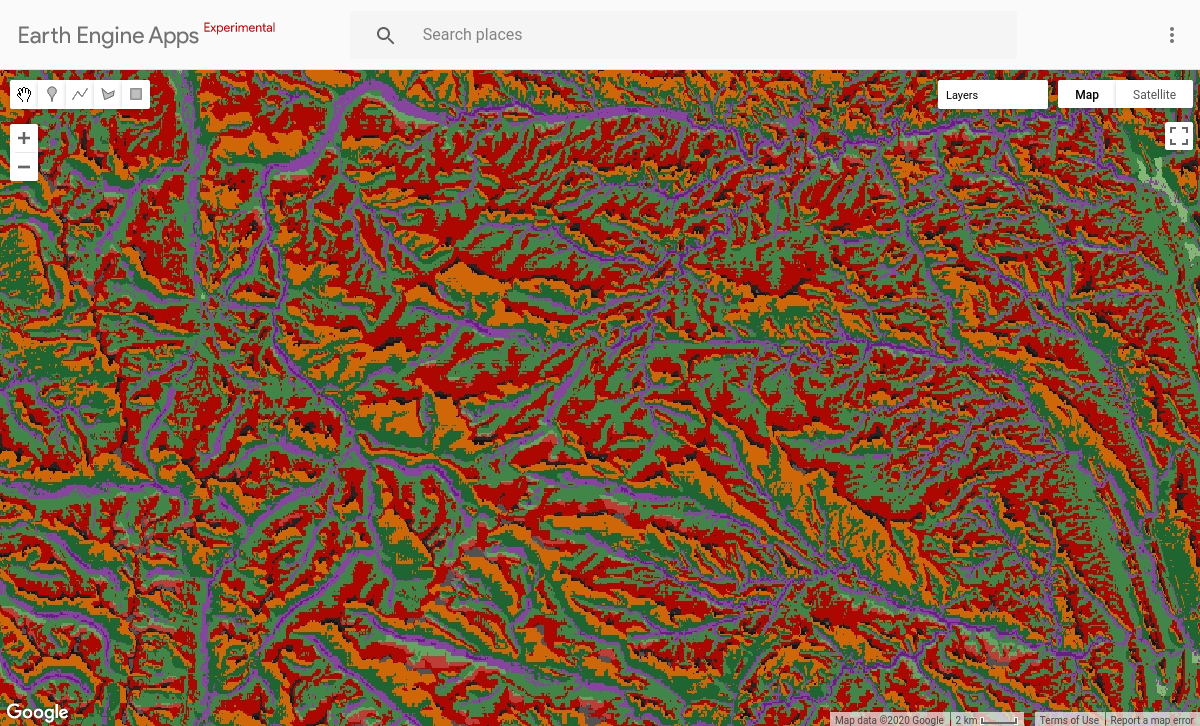 Earth Engine Apps Experimental
Search places
Layers
Map
Satellite
Google
Map data ©2020 Google
2 km
Terms of Use
Report a map error